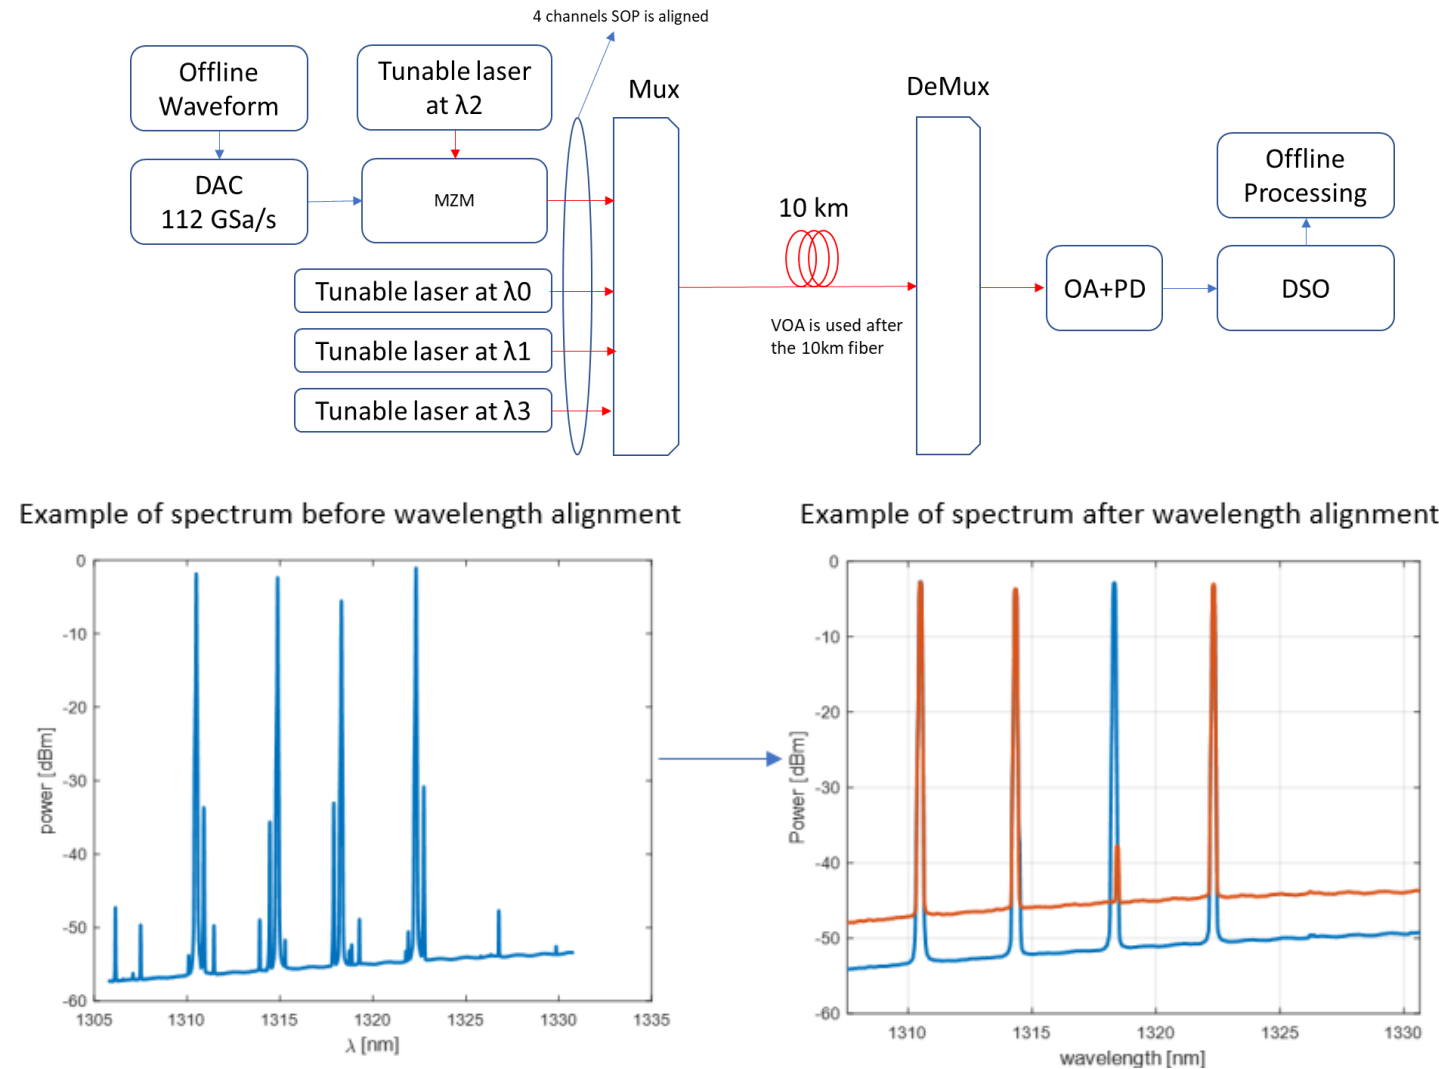 4 channels SOP is aligned
Offline
Waveform
Tunable laser
at λ2
Mux
DeMux
DAC
112 GSa/s
MZM
Offline
Processing
10 km
Tunable laser at λ0
OA+PD
DSO
VOA is used after
the 10km fiber
Tunable laser at λ1
Tunable laser at λ3
Example of spectrum before wavelength alignment
0
-10
-20
-30
-40
-50
-60
power [dBm]
1305
1310
1315
1320
1325
1330
1335
λ [nm]
Example of spectrum after wavelength alignment
0
-10
-20
-30
-40
-50
-60
Power [dBm]
1310
1315
1320
1325
1330
wavelength [nm]